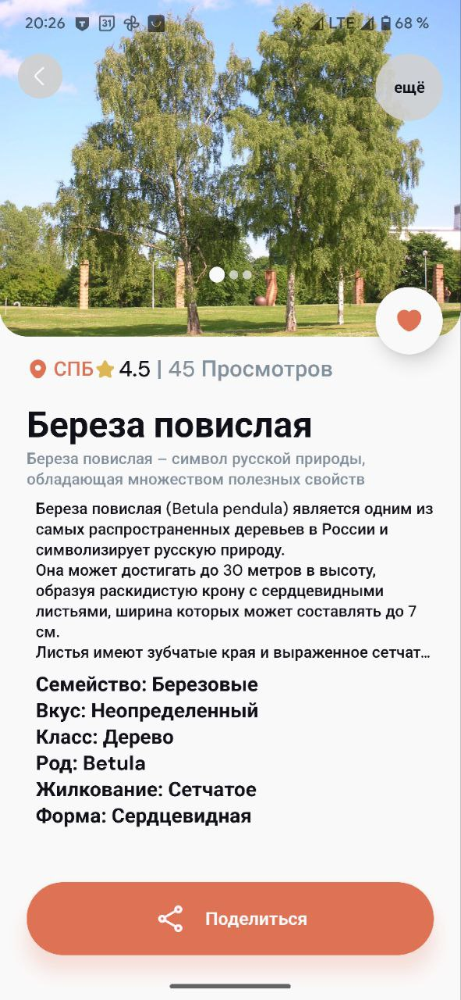 20:26 31 LTE 68 %
ещё
СПБ 4.5 | 45 Просмотров
Береза повислая
Береза повислая – символ русской природы,
обладающая множеством полезных свойств
Береза повислая (Betula pendula) является одним из
самых распространенных деревьев в России и
символизирует русскую природу.
Она может достигать до 30 метров в высоту,
образуя раскидистую крону с сердцевидными
листьями, ширина которых может составлять до 7
см.
Листья имеют зубчатые края и выраженное сетчат…
Семейство: Березовые
Вкус: Неопределенный
Класс: Дерево
Род: Betula
Жилкование: Сетчатое
Форма: Сердцевидная
Поделиться